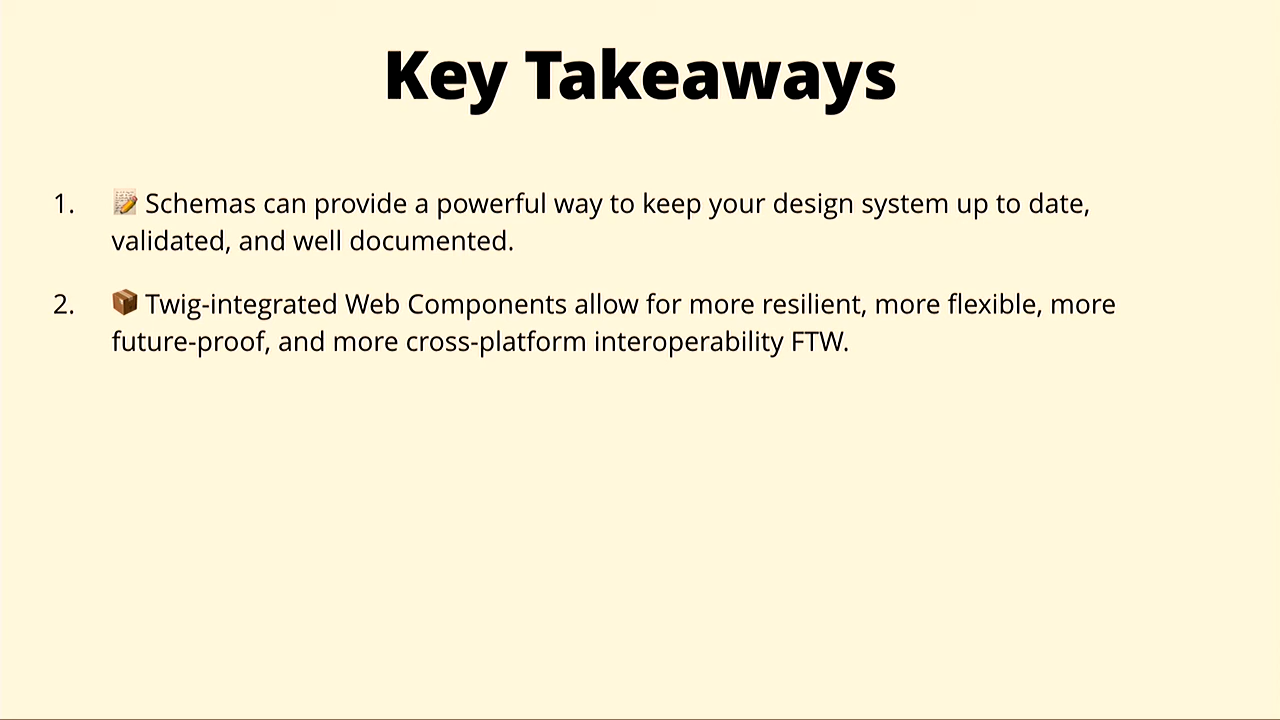 Key Takeaways
1. 📝 Schemas can provide a powerful way to keep your design system up to date,
validated, and well documented.
2. 📦 Twig-integrated Web Components allow for more resilient, more flexible, more
future-proof, and more cross-platform interoperability FTW.